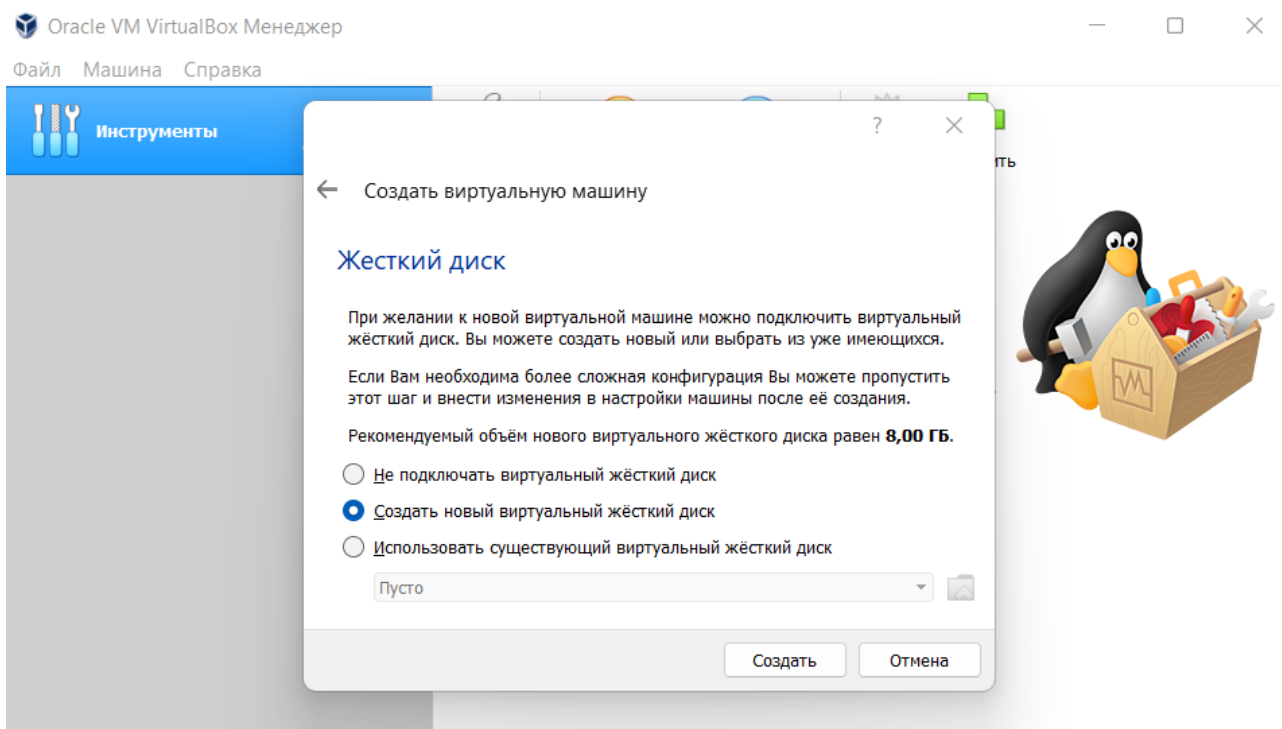 Oracle VM VirtualBox Менеджер
Файл Машина Справка
Инструменты
?
Создать виртуальную машину
Жесткий диск
При желании к новой виртуальной машине можно подключить виртуальный
жёсткий диск. Вы можете создать новый или выбрать из уже имеющихся.
Если Вам необходима более сложная конфигурация Вы можете пропустить
этот шаг и внести изменения в настройки машины после её создания.
Рекомендуемый объём нового виртуального жёсткого диска равен 8,00 ГБ.
Не подключать виртуальный жёсткий диск
Создать новый виртуальный жёсткий диск
Использовать существующий виртуальный жёсткий диск
Пусто
Создать Отмена